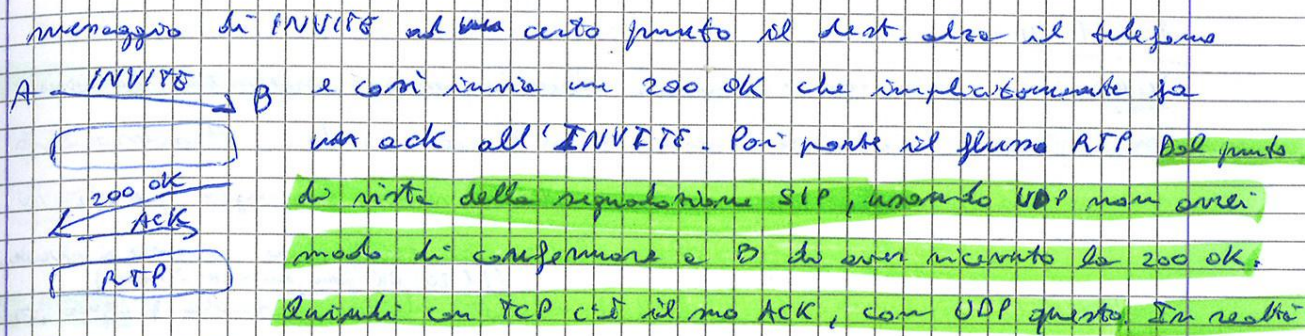 messaggio di INVITE ad un certo punto il dest. alza il telefono
A INVITE B e così invia un 200 OK che implicitamente fa
un ack all'INVITE. Poi parte il flusso RTP. Dal punto
200 OK di vista della segnalazione SIP, usando UDP non avrei
ACK modo di confermare a B di aver ricevuto la 200 OK.
RTP Quindi con TCP c'è il suo ACK, con UDP questo. In realtà